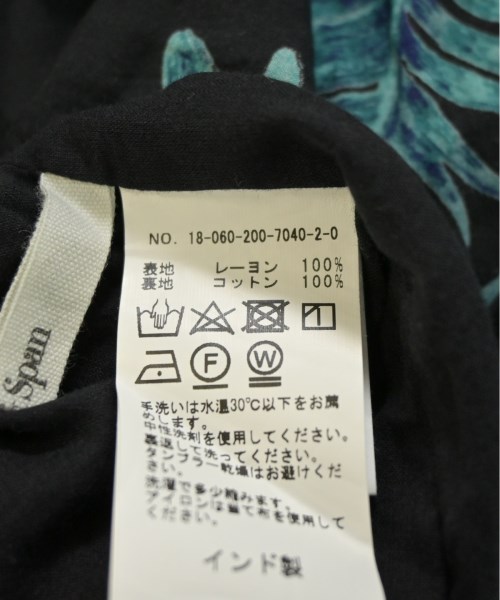 NO. 18-060-200-7040-2-0
表地 レーヨン 100%
裏地 コットン 100%
F W
手洗いは水温30℃以下をお薦
めします。
中性洗剤を使用してください。
裏返して洗ってください。
タンブラー乾燥はお避けくだ
さい。
洗濯で多少縮みます。
アイロンは当て布を使用して
ください。
インド製
Span